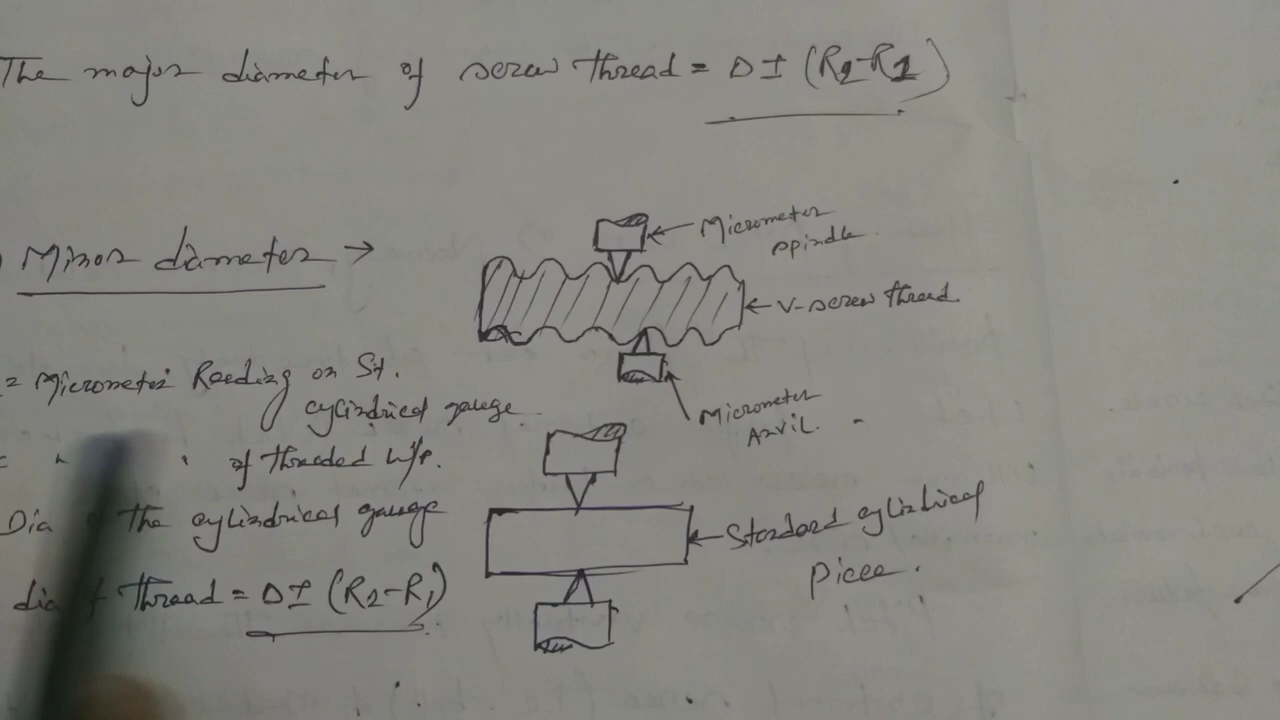 The major diameter of screw thread = D ± (R2-R1)
Minor diameter →
Micrometer spindle
V-screw thread
= Micrometer Reading on St. cylindrical gauge
Micrometer Anvil.
= " " of threaded W/P.
Dia the cylindrical gauge
Standard cylindrical piece.
dia thread = D ± (R2-R1)